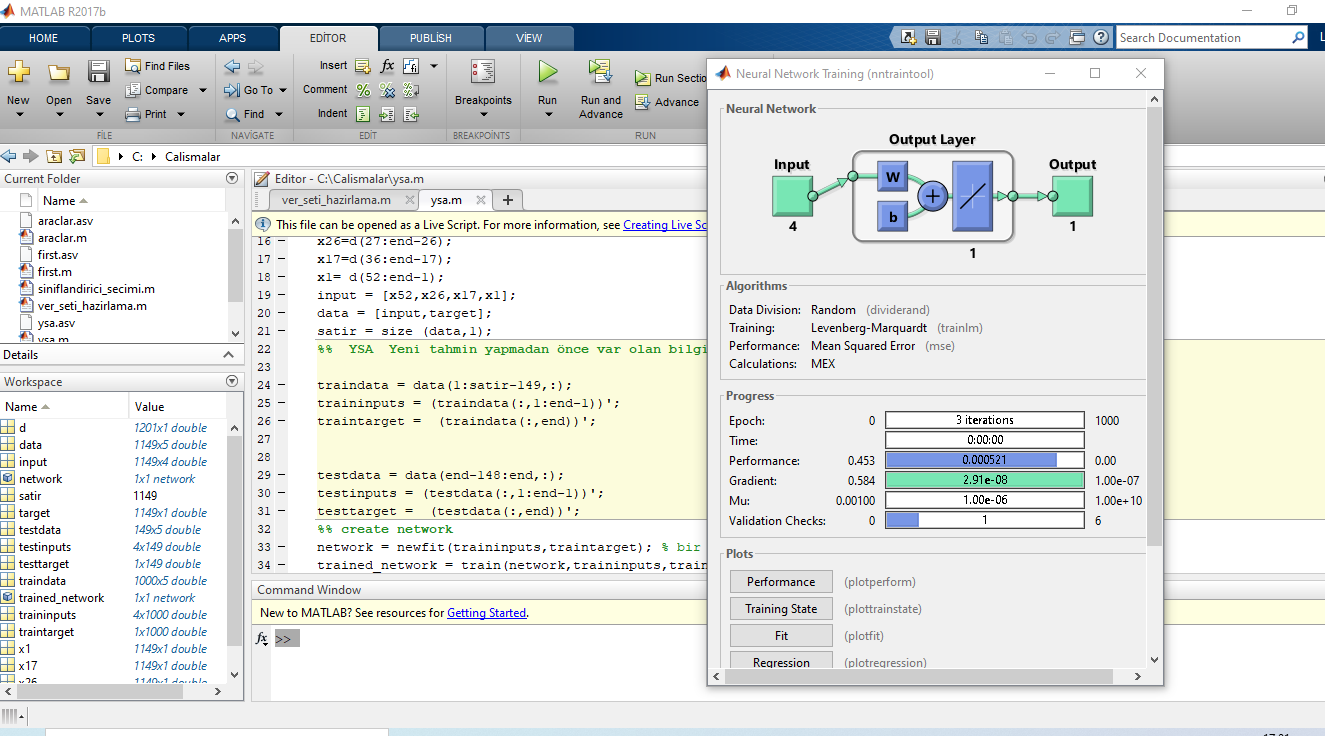 MATLAB R2017b
HOME PLOTS APPS EDİTOR PUBLİSH VİEW
Search Documentation
New Open Save
Find Files
Compare
Print
FİLE
Go To
Find
NAVİGATE
Insert fx
Comment
Indent
EDİT
Breakpoints
BREAKPOINTS
Run
Run and Advance
Run Sectio
Advance
RUN
C: Calismalar
Current Folder
Name
araclar.asv
araclar.m
first.asv
first.m
siniflandirici_secimi.m
ver_seti_hazirlama.m
ysa.asv
ysa.m
Details
Workspace
Name Value
d 1201x1 double
data 1149x5 double
input 1149x4 double
network 1x1 network
satir 1149
target 1149x1 double
testdata 149x5 double
testinputs 4x149 double
testtarget 1x149 double
traindata 1000x5 double
trained_network 1x1 network
traininputs 4x1000 double
traintarget 1x1000 double
x1 1149x1 double
x17 1149x1 double
x26 1149x1 double
Editor - C:\Calismalar\ysa.m
ver_seti_hazirlama.m ysa.m
This file can be opened as a Live Script. For more information, see Creating Live Sc
16 – x26=d(27:end-26);
17 – x17=d(36:end-17);
18 – x1= d(52:end-1);
19 – input = [x52,x26,x17,x1];
20 – data = [input,target];
21 – satir = size (data,1);
22 %% YSA Yeni tahmin yapmadan önce var olan bilgi
23
24 – traindata = data(1:satir-149,:);
25 – traininputs = (traindata(:,1:end-1))';
26 – traintarget = (traindata(:,end))';
27
28
29 – testdata = data(end-148:end,:);
30 – testinputs = (testdata(:,1:end-1))';
31 – testtarget = (testdata(:,end))';
32 %% create network
33 – network = newfit(traininputs,traintarget); % bir
34 – trained_network = train(network,traininputs,train
Command Window
New to MATLAB? See resources for Getting Started.
fx >>
Neural Network Training (nntraintool)
Neural Network
Output Layer
Input Output
W
b
4 1
1
Algorithms
Data Division: Random (dividerand)
Training: Levenberg-Marquardt (trainlm)
Performance: Mean Squared Error (mse)
Calculations: MEX
Progress
Epoch: 0 3 iterations 1000
Time: 0:00:00
Performance: 0.453 0.000521 0.00
Gradient: 0.584 2.91e-08 1.00e-07
Mu: 0.00100 1.00e-06 1.00e+10
Validation Checks: 0 1 6
Plots
Performance (plotperform)
Training State (plottrainstate)
Fit (plotfit)
Regression (plotregression)